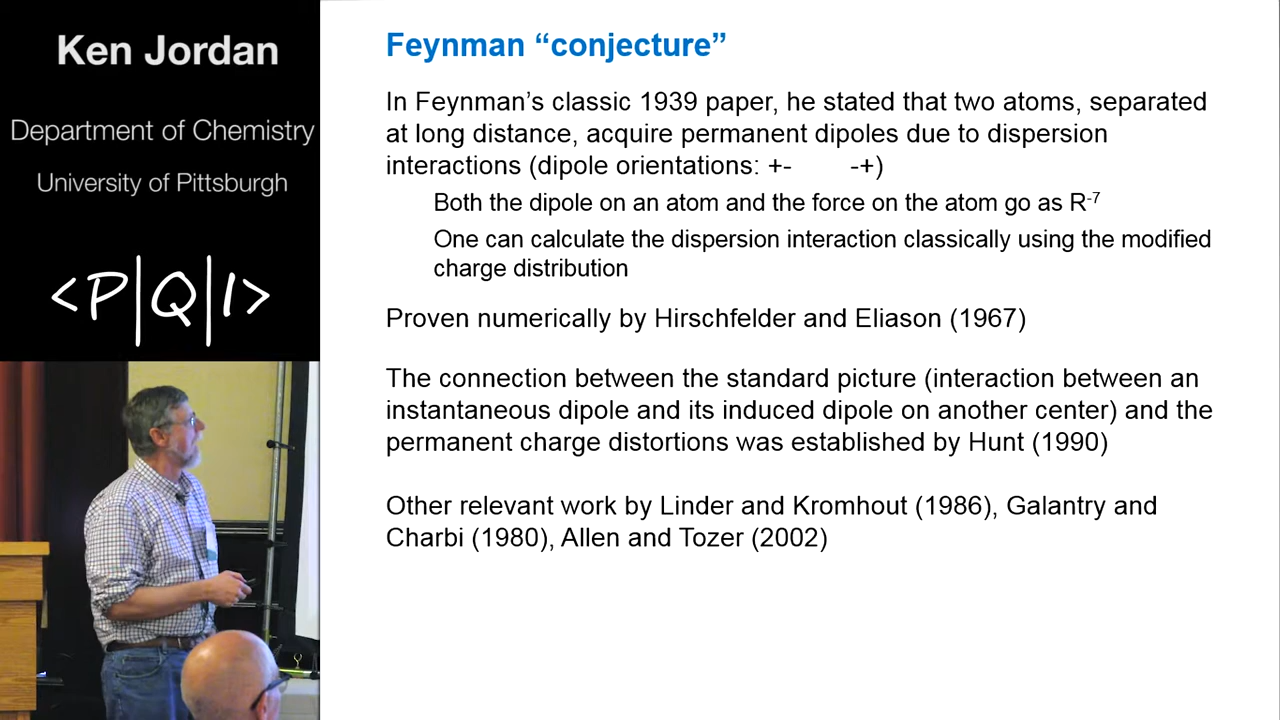 Ken Jordan
Department of Chemistry
University of Pittsburgh
<P|Q|I>
Feynman “conjecture”
In Feynman’s classic 1939 paper, he stated that two atoms, separated
at long distance, acquire permanent dipoles due to dispersion
interactions (dipole orientations: +- -+)
Both the dipole on an atom and the force on the atom go as R⁻⁷
One can calculate the dispersion interaction classically using the modified
charge distribution
Proven numerically by Hirschfelder and Eliason (1967)
The connection between the standard picture (interaction between an
instantaneous dipole and its induced dipole on another center) and the
permanent charge distortions was established by Hunt (1990)
Other relevant work by Linder and Kromhout (1986), Galantry and
Charbi (1980), Allen and Tozer (2002)